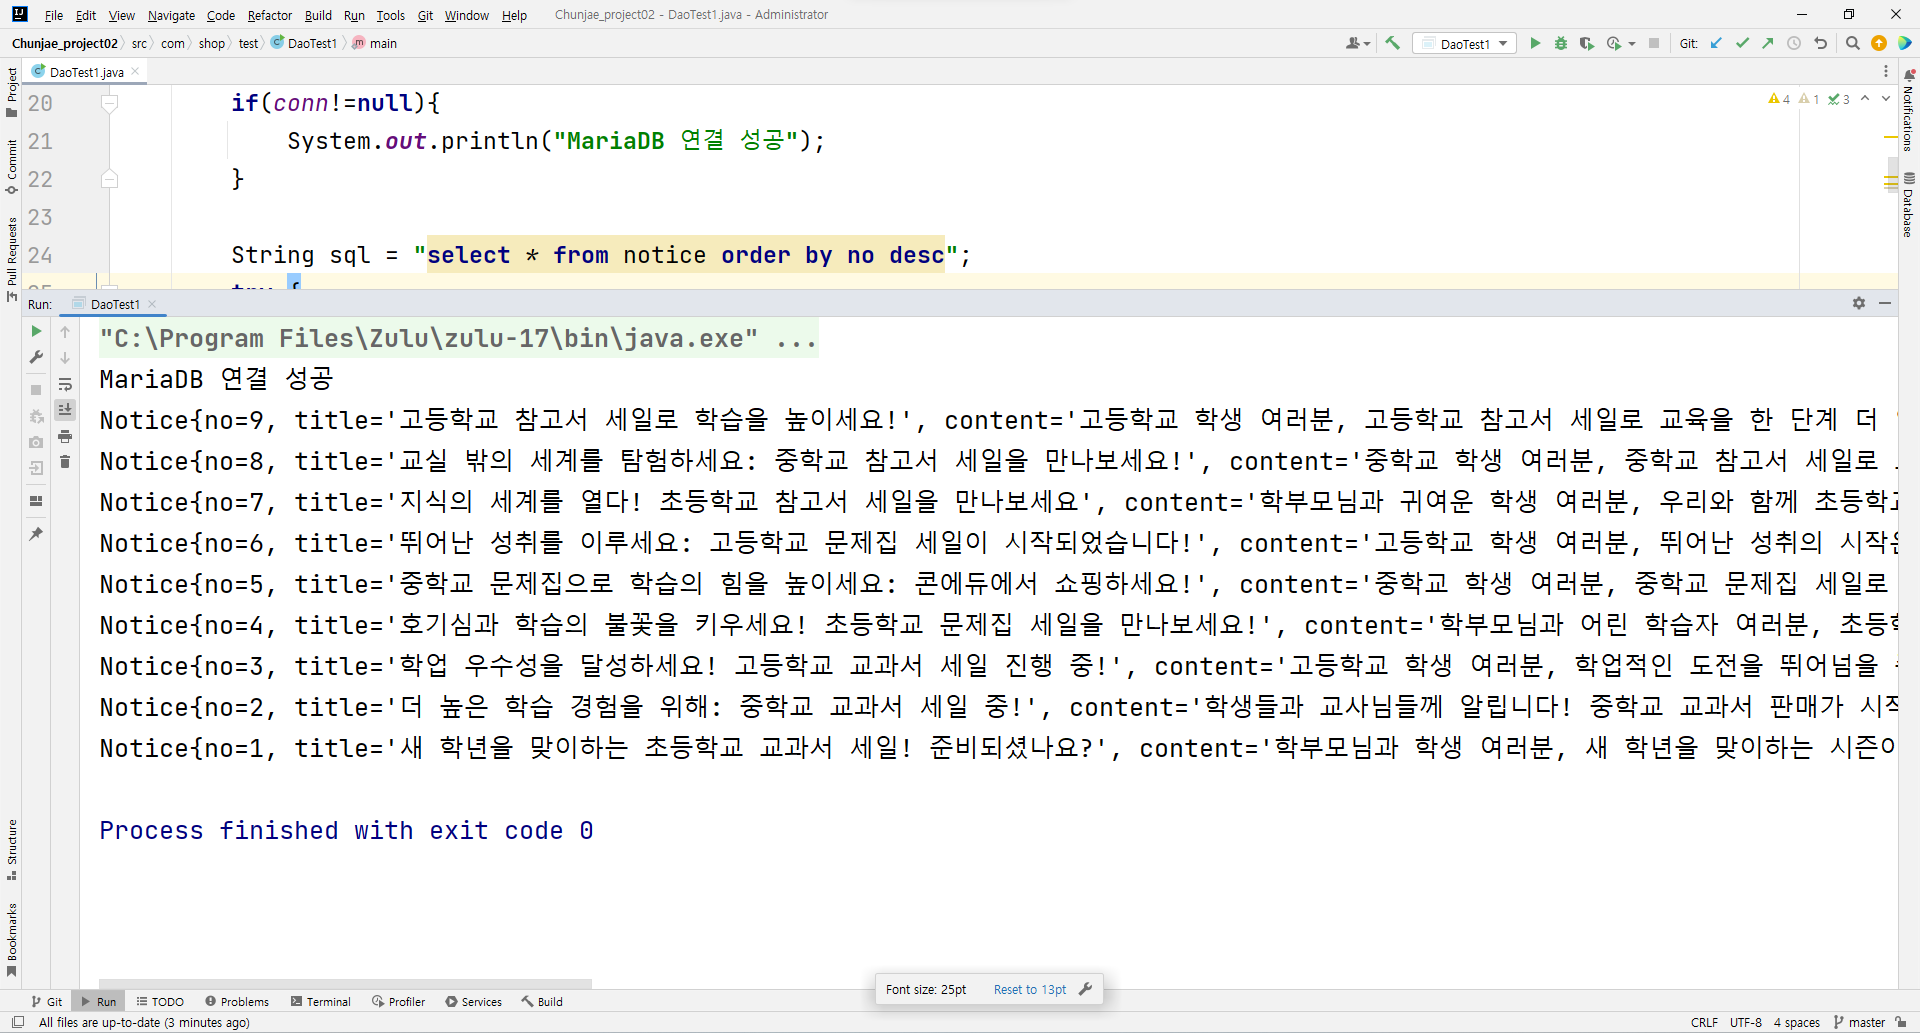 File Edit View Navigate Code Refactor Build Run Tools Git Window Help Chunjae_project02 - DaoTest1.java - Administrator
Chunjae_project02 src com shop test DaoTest1 main DaoTest1 Git:
DaoTest1.java
Project
Commit
Pull Requests
Structure
Bookmarks
Notifications
Database
4 1 3
20 if(conn!=null){
21 System.out.println("MariaDB 연결 성공");
22 }
23
24 String sql = "select * from notice order by no desc";
Run: DaoTest1
"C:\Program Files\Zulu\zulu-17\bin\java.exe" ...
MariaDB 연결 성공
Notice{no=9, title='고등학교 참고서 세일로 학습을 높이세요!', content='고등학교 학생 여러분, 고등학교 참고서 세일로 교육을 한 단계 더
Notice{no=8, title='교실 밖의 세계를 탐험하세요: 중학교 참고서 세일을 만나보세요!', content='중학교 학생 여러분, 중학교 참고서 세일로
Notice{no=7, title='지식의 세계를 열다! 초등학교 참고서 세일을 만나보세요', content='학부모님과 귀여운 학생 여러분, 우리와 함께 초등학교
Notice{no=6, title='뛰어난 성취를 이루세요: 고등학교 문제집 세일이 시작되었습니다!', content='고등학교 학생 여러분, 뛰어난 성취의 시작은
Notice{no=5, title='중학교 문제집으로 학습의 힘을 높이세요: 콘에듀에서 쇼핑하세요!', content='중학교 학생 여러분, 중학교 문제집 세일로
Notice{no=4, title='호기심과 학습의 불꽃을 키우세요! 초등학교 문제집 세일을 만나보세요!', content='학부모님과 어린 학습자 여러분, 초등학
Notice{no=3, title='학업 우수성을 달성하세요! 고등학교 교과서 세일 진행 중!', content='고등학교 학생 여러분, 학업적인 도전을 뛰어넘을
Notice{no=2, title='더 높은 학습 경험을 위해: 중학교 교과서 세일 중!', content='학생들과 교사님들께 알립니다! 중학교 교과서 판매가 시작
Notice{no=1, title='새 학년을 맞이하는 초등학교 교과서 세일! 준비되셨나요?', content='학부모님과 학생 여러분, 새 학년을 맞이하는 시즌이
Process finished with exit code 0
Font size: 25pt Reset to 13pt
Git Run TODO Problems Terminal Profiler Services Build
All files are up-to-date (3 minutes ago) CRLF UTF-8 4 spaces master